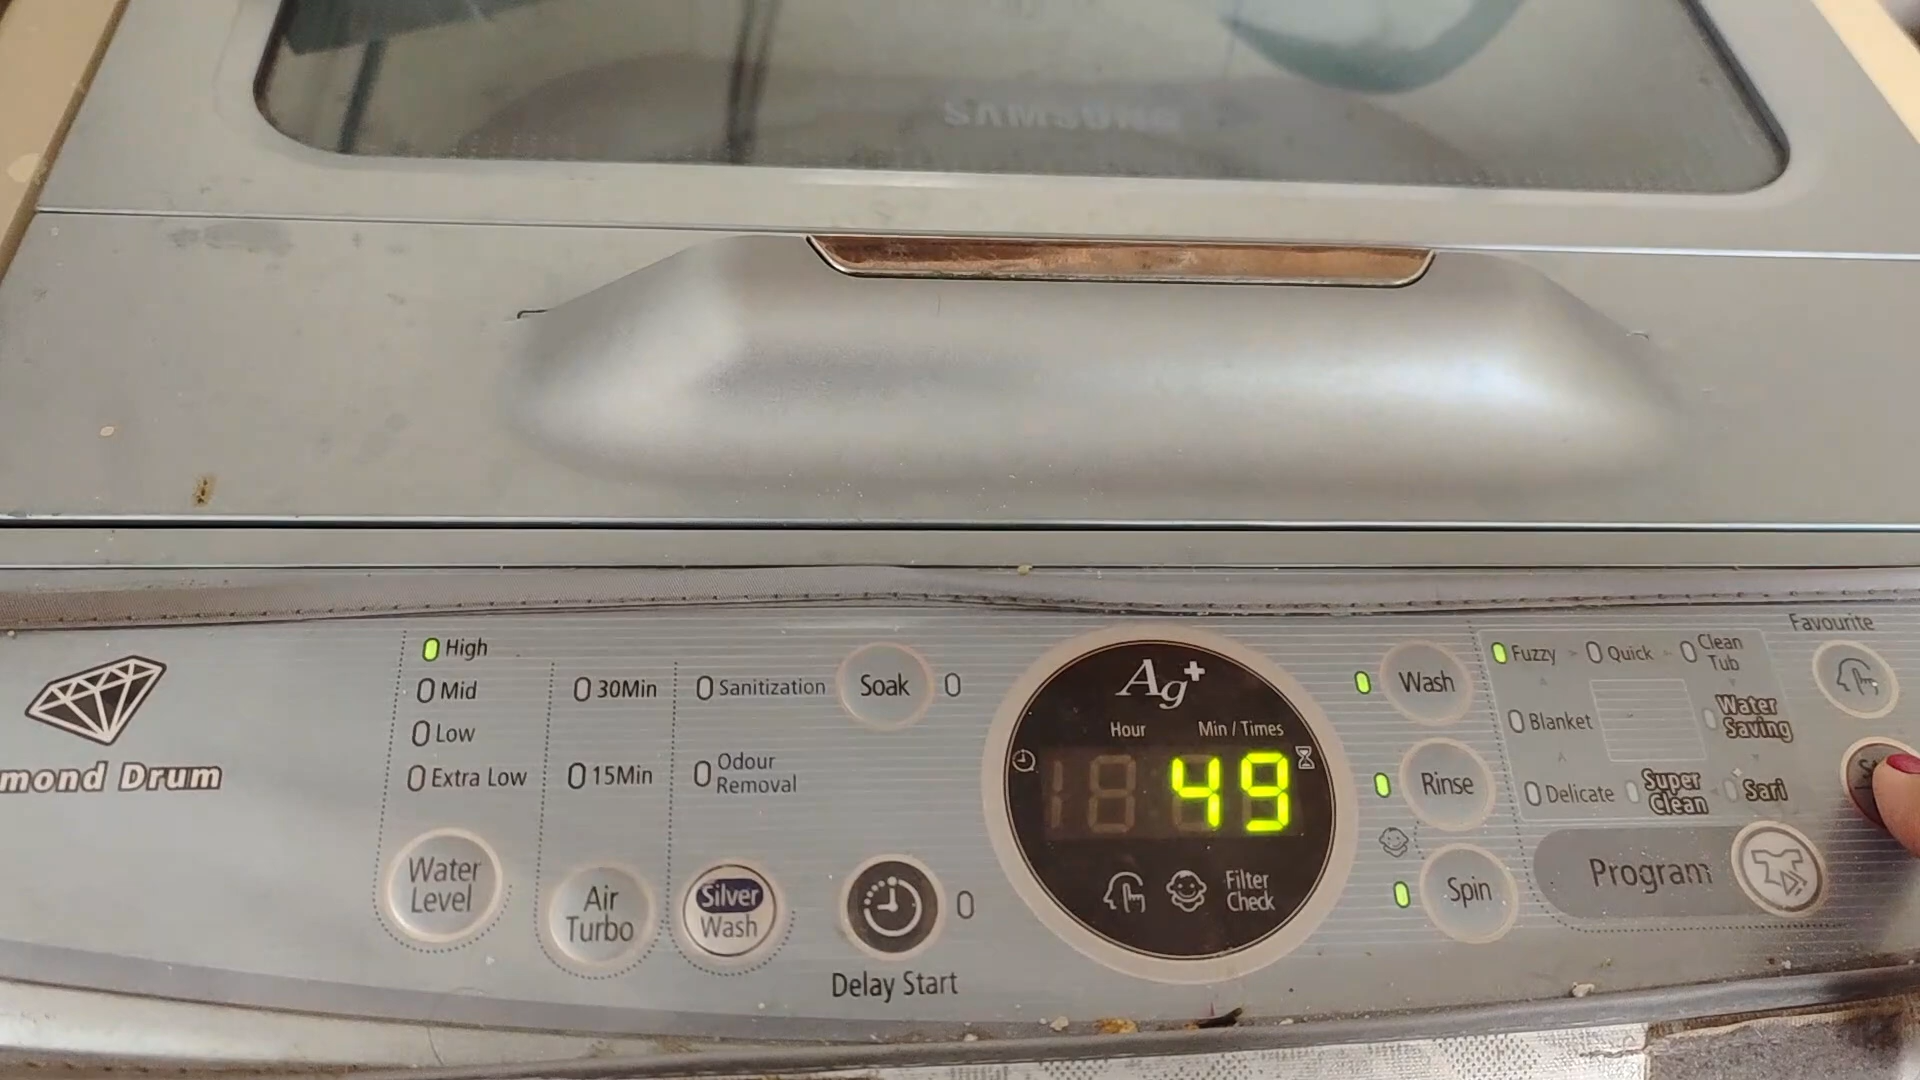 SAMSUNG
mond Drum
High
Mid
Low
Extra Low
Water
Level
30Min
15Min
Air
Turbo
Sanitization
Odour
Removal
Silver
Wash
Soak
Delay Start
Ag+
Hour
Min / Times
49
Filter
Check
Wash
Rinse
Spin
Fuzzy
Quick
Clean
Tub
Blanket
Water
Saving
Delicate
Super
Clean
Sari
Program
Favourite